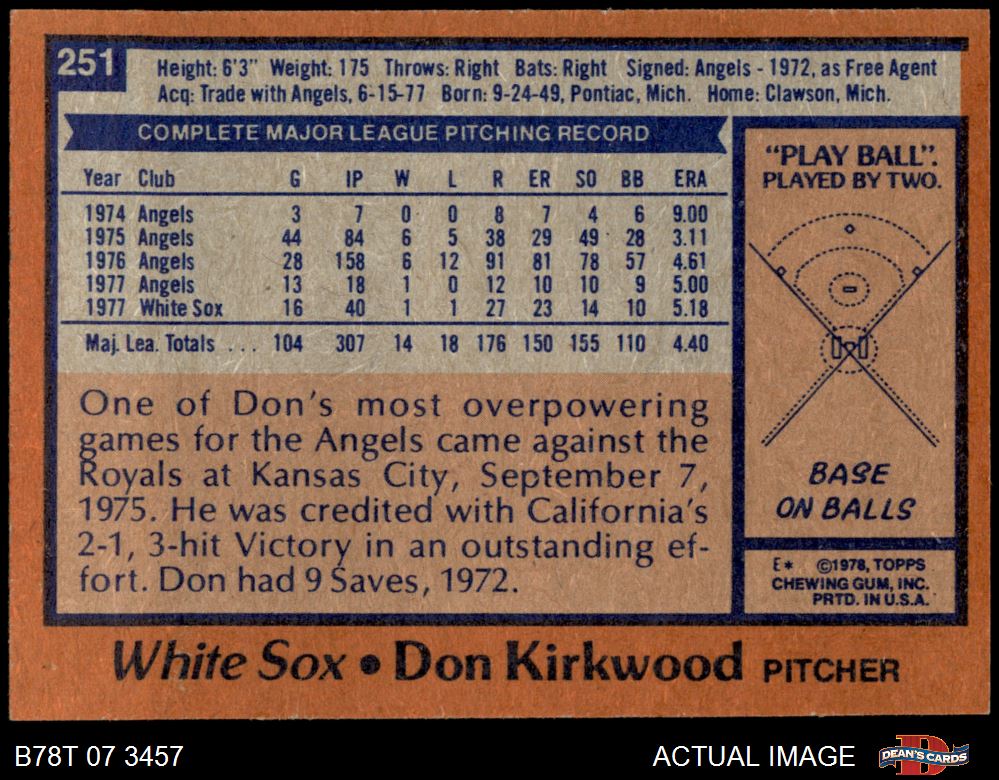 251
Height: 6'3" Weight: 175 Throws: Right Bats: Right Signed: Angels - 1972, as Free Agent
Acq: Trade with Angels, 6-15-77 Born: 9-24-49, Pontiac, Mich. Home: Clawson, Mich.
COMPLETE MAJOR LEAGUE PITCHING RECORD
Year Club G IP W L R ER SO BB ERA
1974 Angels 3 7 0 0 8 7 4 6 9.00
1975 Angels 44 84 6 5 38 29 49 28 3.11
1976 Angels 28 158 6 12 91 81 78 57 4.61
1977 Angels 13 18 1 0 12 10 10 9 5.00
1977 White Sox 16 40 1 1 27 23 14 10 5.18
Maj. Lea. Totals . . . 104 307 14 18 176 150 155 110 4.40
One of Don's most overpowering
games for the Angels came against the
Royals at Kansas City, September 7,
1975. He was credited with California's
2-1, 3-hit Victory in an outstanding ef-
fort. Don had 9 Saves, 1972.
"PLAY BALL".
PLAYED BY TWO.
BASE
ON BALLS
E* ©1978, TOPPS
CHEWING GUM, INC.
PRTD. IN U.S.A.
White Sox • Don Kirkwood PITCHER
B78T 07 3457
ACTUAL IMAGE
DEAN'S CARDS